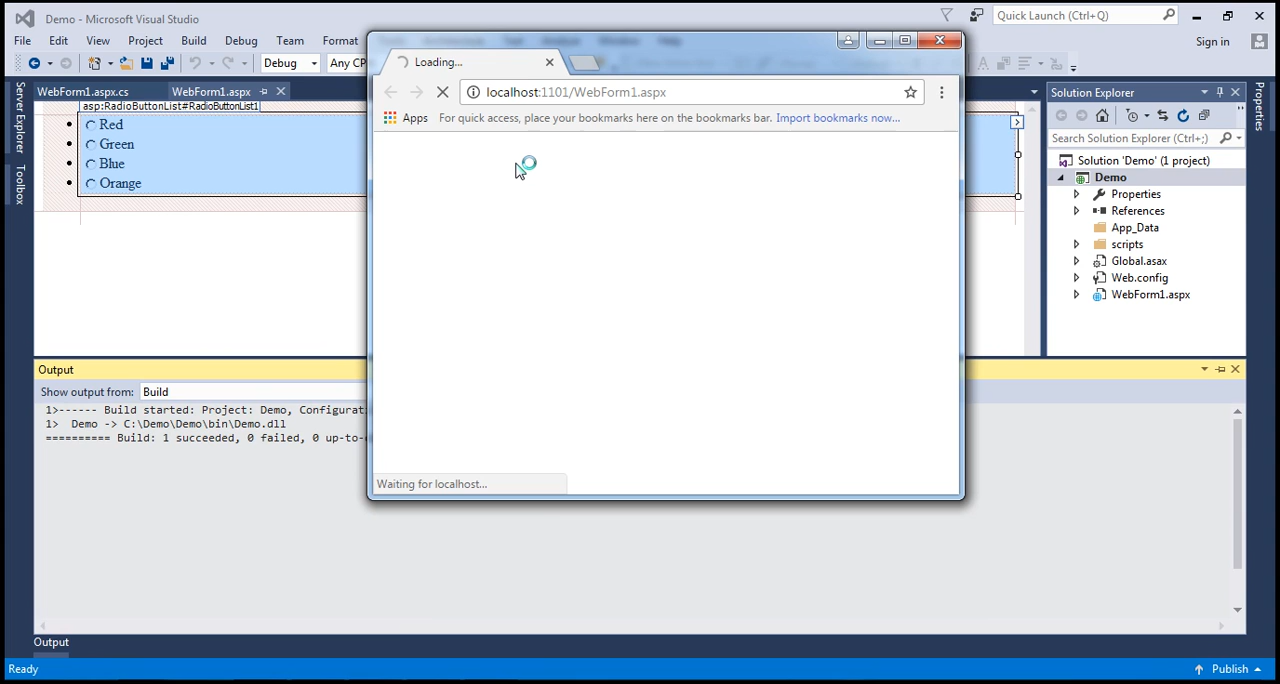 Demo - Microsoft Visual Studio
Quick Launch (Ctrl+Q)
File Edit View Project Build Debug Team Format
Sign in
Debug
Any CP
Loading...
localhost:1101/WebForm1.aspx
Apps For quick access, place your bookmarks here on the bookmarks bar. Import bookmarks now...
Waiting for localhost...
Server Explorer
Toolbox
WebForm1.aspx.cs
WebForm1.aspx
asp:RadioButtonList#RadioButtonList1
Red
Green
Blue
Orange
Solution Explorer
Search Solution Explorer (Ctrl+;)
Solution 'Demo' (1 project)
Demo
Properties
References
App_Data
scripts
Global.asax
Web.config
WebForm1.aspx
Properties
Output
Show output from: Build
1>------ Build started: Project: Demo, Configurati
1> Demo -> C:\Demo\Demo\bin\Demo.dll
========== Build: 1 succeeded, 0 failed, 0 up-to-
Output
Ready
Publish